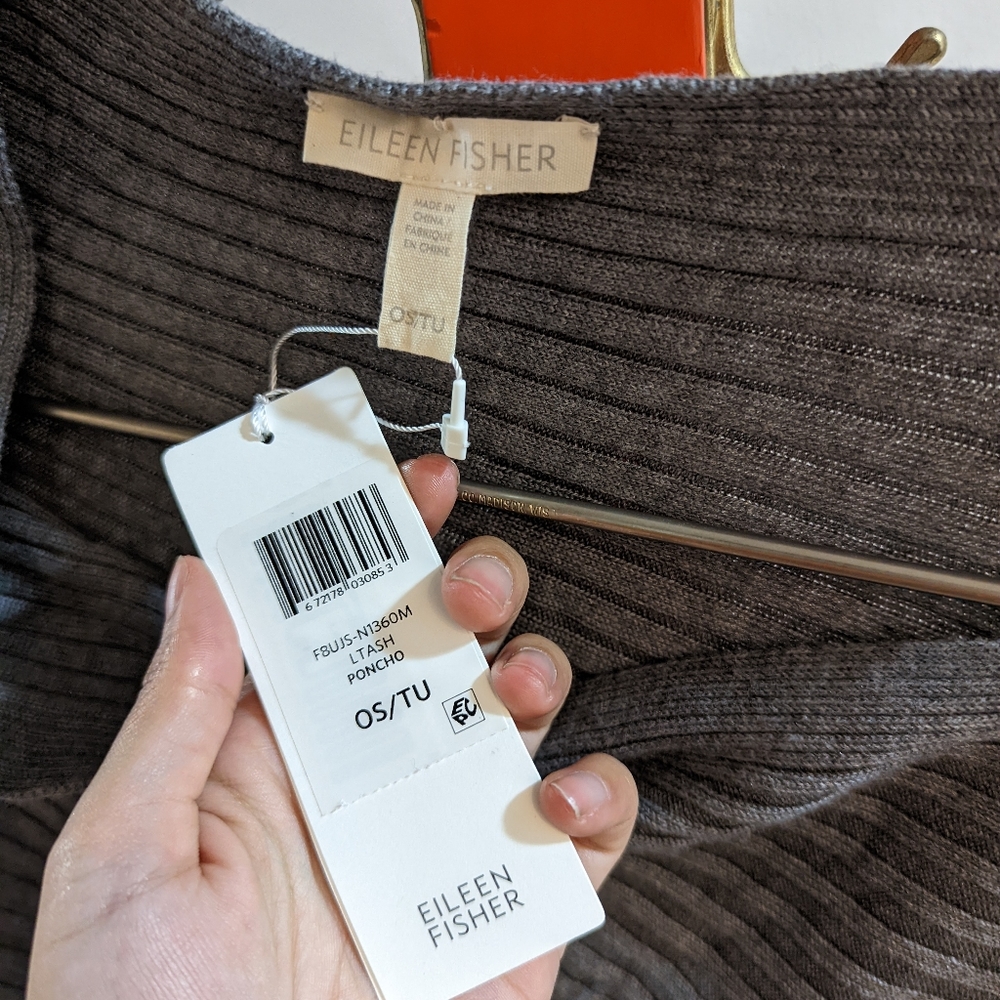 EILEEN FISHER
MADE IN
CHINA /
FABRIQUÉ
EN CHINE
OS/TU
6 72178 03085 3
F8UJS-N1360M
LTASH
PONCHO
OS/TU
EPC
EILEEN
FISHER